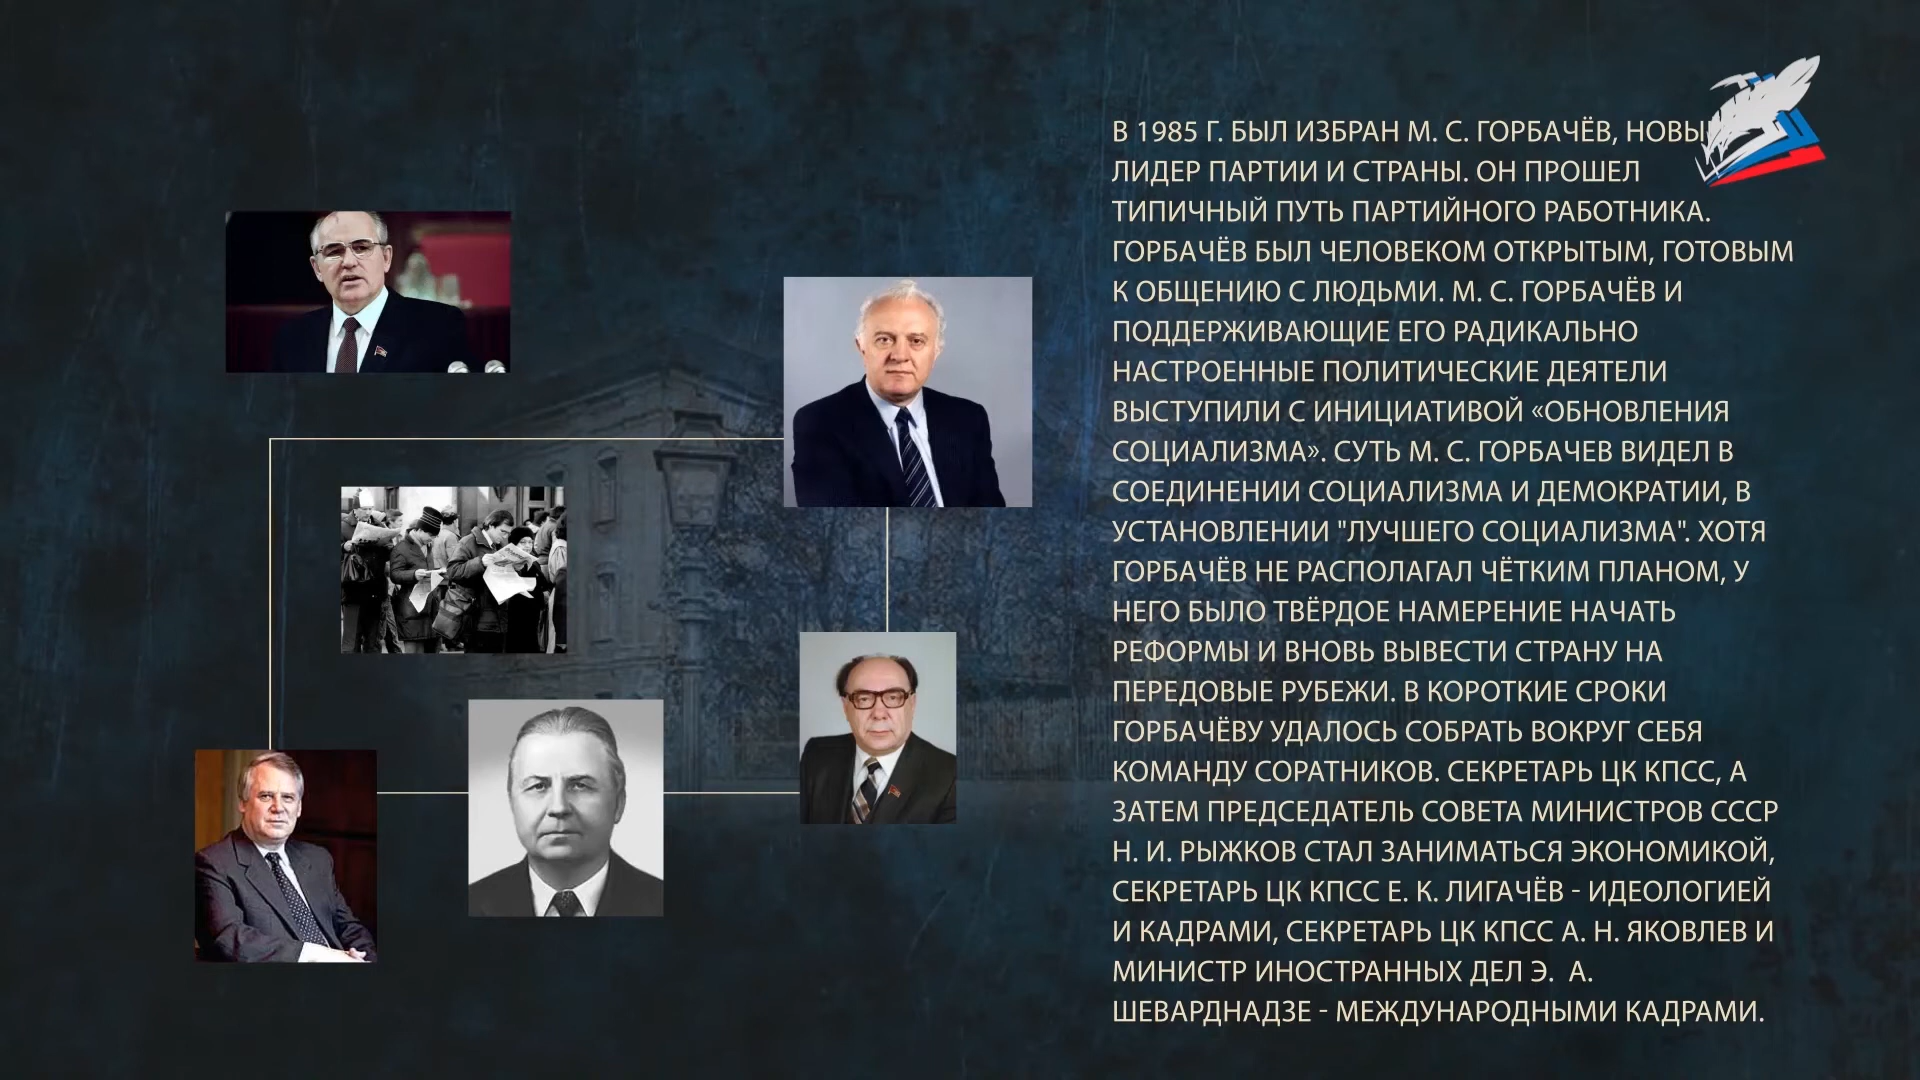 В 1985 Г. БЫЛ ИЗБРАН М. С. ГОРБАЧЁВ,
ЛИДЕР ПАРТИИ И СТРАНЫ. ОН ПРОШЕЛ
ТИПИЧНЫЙ ПУТЬ ПАРТИЙНОГО РАБОТНИКА.
ГОРБАЧЁВ БЫЛ ЧЕЛОВЕКОМ ОТКРЫТЫМ, ГОТОВЫМ
К ОБЩЕНИЮ С ЛЮДЬМИ. М. С. ГОРБАЧЁВ И
ПОДДЕРЖИВАЮЩИЕ ЕГО РАДИКАЛЬНО
НАСТРОЕННЫЕ ПОЛИТИЧЕСКИЕ ДЕЯТЕЛИ
ВЫСТУПИЛИ С ИНИЦИАТИВОЙ «ОБНОВЛЕНИЯ
СОЦИАЛИЗМА». СУТЬ М. С. ГОРБАЧЕВ ВИДЕЛ В
СОЕДИНЕНИИ СОЦИАЛИЗМА И ДЕМОКРАТИИ, В
УСТАНОВЛЕНИИ "ЛУЧШЕГО СОЦИАЛИЗМА". ХОТЯ
ГОРБАЧЁВ НЕ РАСПОЛАГАЛ ЧЁТКИМ ПЛАНОМ, У
НЕГО БЫЛО ТВЁРДОЕ НАМЕРЕНИЕ НАЧАТЬ
РЕФОРМЫ И ВНОВЬ ВЫВЕСТИ СТРАНУ НА
ПЕРЕДОВЫЕ РУБЕЖИ. В КОРОТКИЕ СРОКИ
ГОРБАЧЁВУ УДАЛОСЬ СОБРАТЬ ВОКРУГ СЕБЯ
КОМАНДУ СОРАТНИКОВ. СЕКРЕТАРЬ ЦК КПСС, А
ЗАТЕМ ПРЕДСЕДАТЕЛЬ СОВЕТА МИНИСТРОВ СССР
Н. И. РЫЖКОВ СТАЛ ЗАНИМАТЬСЯ ЭКОНОМИКОЙ,
СЕКРЕТАРЬ ЦК КПСС Е. К. ЛИГАЧЁВ - ИДЕОЛОГИЕЙ
И КАДРАМИ, СЕКРЕТАРЬ ЦК КПСС А. Н. ЯКОВЛЕВ И
МИНИСТР ИНОСТРАННЫХ ДЕЛ Э. А.
ШЕВАРДНАДЗЕ - МЕЖДУНАРОДНЫМИ КАДРАМИ.